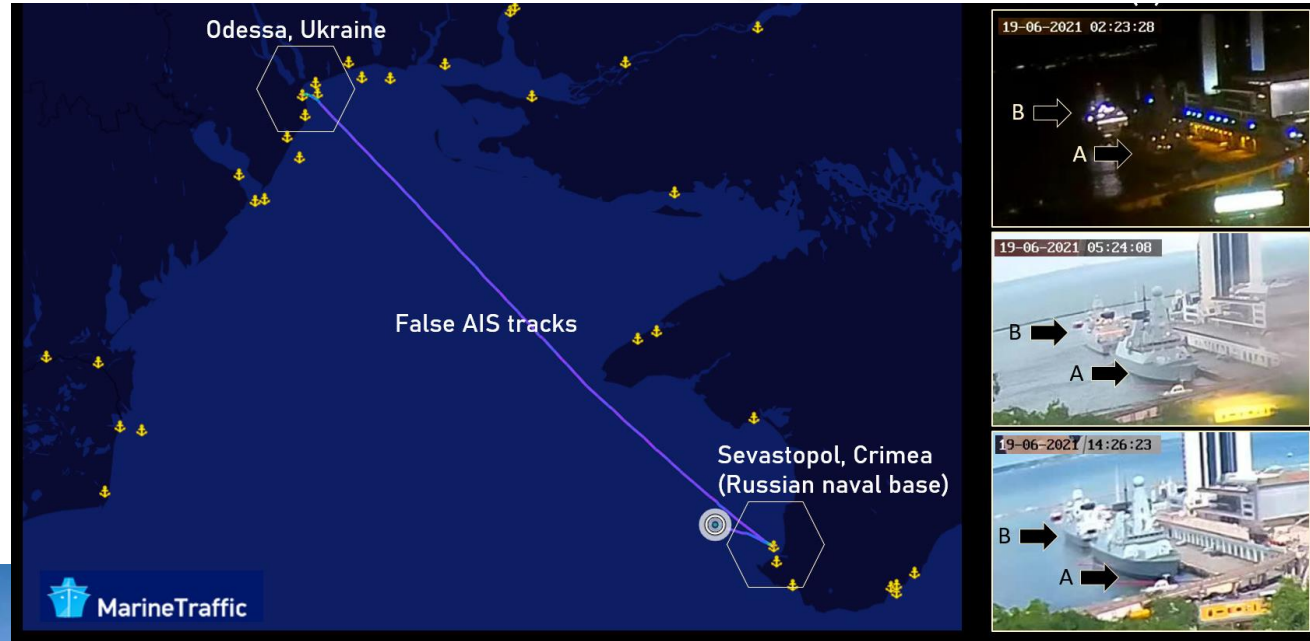 Odessa, Ukraine
False AIS tracks
Sevastopol, Crimea
(Russian naval base)
MarineTraffic
19-06-2021 02:23:28
B
A
19-06-2021 05:24:08
B
A
19-06-2021 14:26:23
B
A